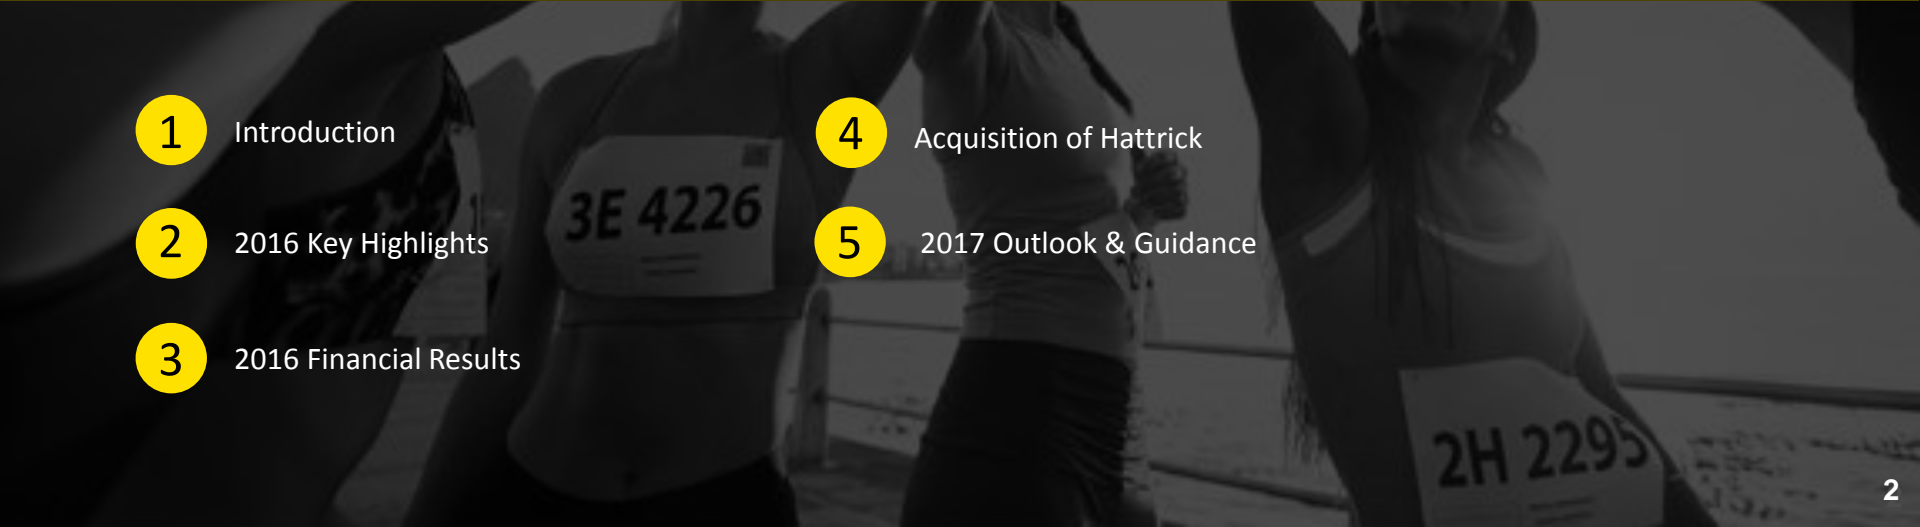 1 Introduction
2 2016 Key Highlights
3 2016 Financial Results
4 Acquisition of Hattrick
5 2017 Outlook & Guidance
3E 4226
2H 2295
2